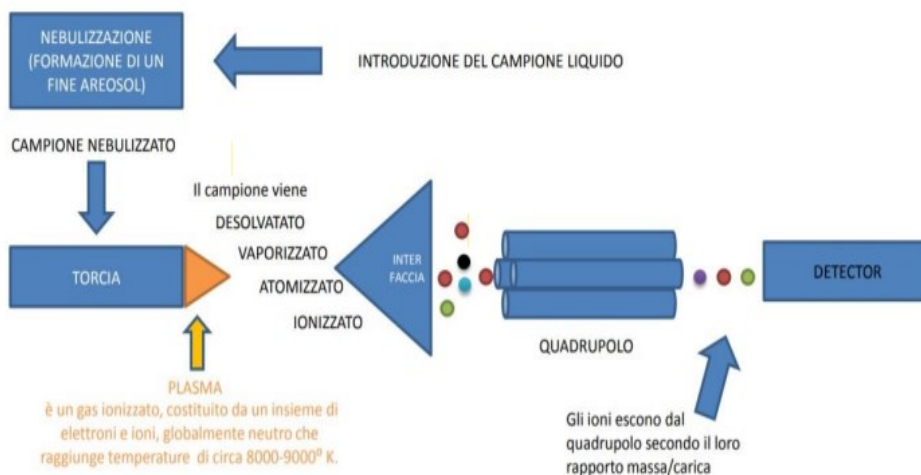 NEBULIZZAZIONE
(FORMAZIONE DI UN
FINE AREOSOL)
INTRODUZIONE DEL CAMPIONE LIQUIDO
CAMPIONE NEBULIZZATO
Il campione viene
DESOLVATATO
VAPORIZZATO
ATOMIZZATO
IONIZZATO
TORCIA
INTER
FACCIA
QUADRUPOLO
DETECTOR
PLASMA
è un gas ionizzato, costituito da un insieme di
elettroni e ioni, globalmente neutro che
raggiunge temperature di circa 8000-9000° K.
Gli ioni escono dal
quadrupolo secondo il loro
rapporto massa/carica